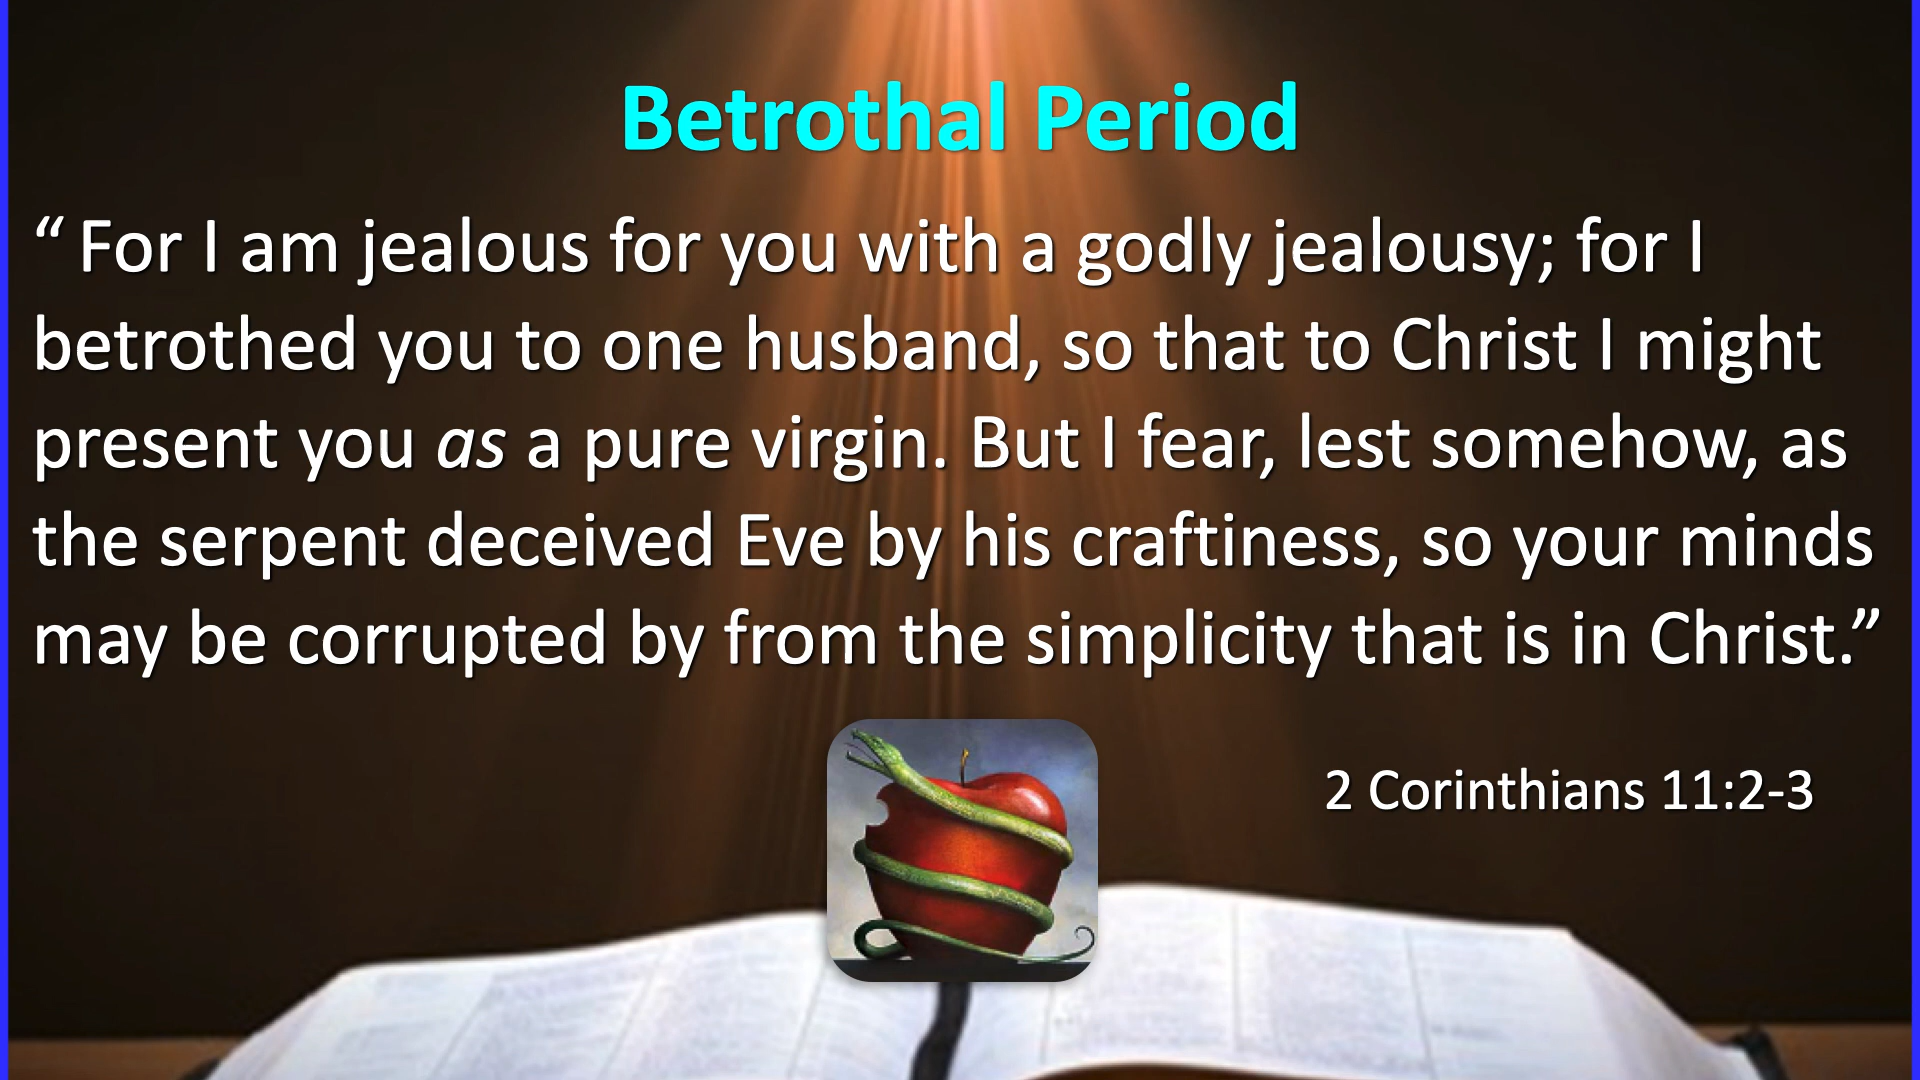 Betrothal Period
“ For I am jealous for you with a godly jealousy; for I
betrothed you to one husband, so that to Christ I might
present you as a pure virgin. But I fear, lest somehow, as
the serpent deceived Eve by his craftiness, so your minds
may be corrupted by from the simplicity that is in Christ.”
2 Corinthians 11:2-3